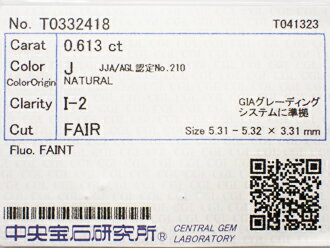 No. T0332418 T041323
Carat 0.613 ct
Color J JJA/AGL認定No.210
ColorOrigin NATURAL
Clarity I-2 GIAグレーディング
システムに準拠
Cut FAIR Size 5.31 - 5.32 × 3.31 mm
Fluo. FAINT
中央宝石研究所® CENTRAL GEM
LABORATORY